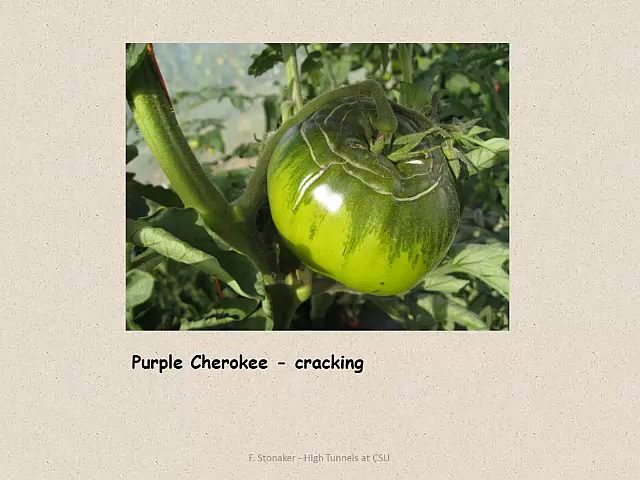 Purple Cherokee - cracking
F. Stonaker - High Tunnels at CSU